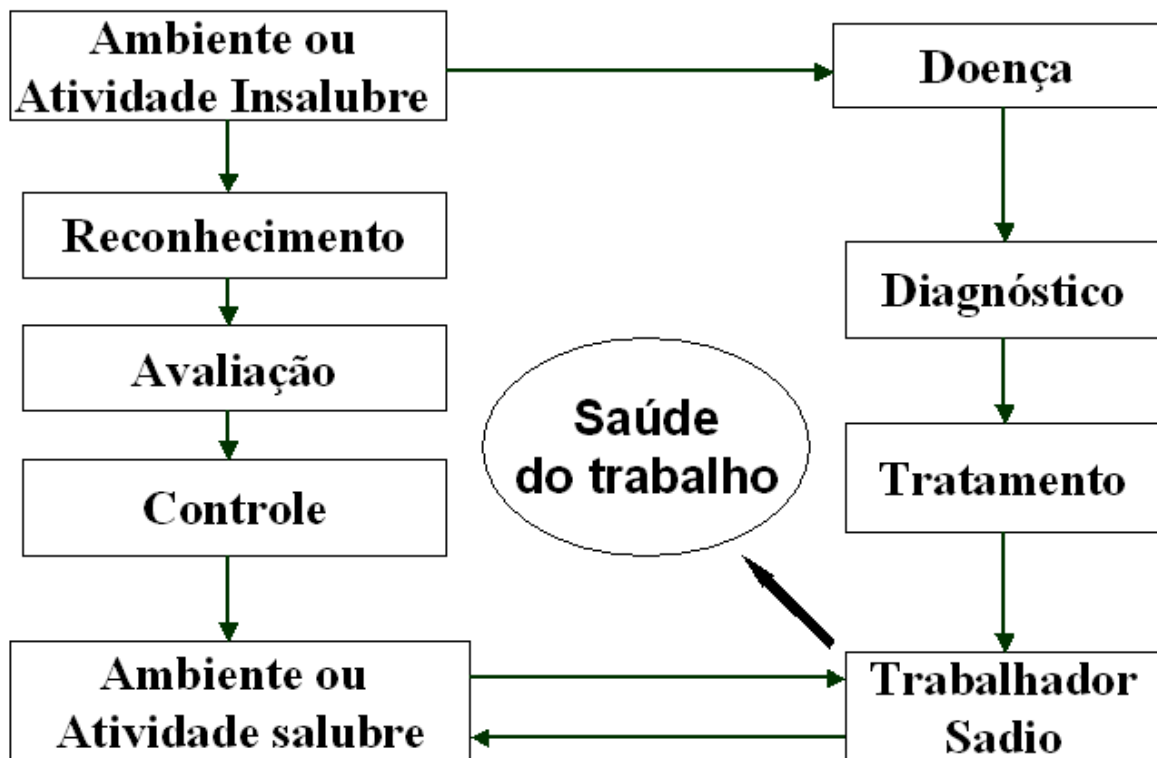 Ambiente ou
Atividade Insalubre
Doença
Reconhecimento
Diagnóstico
Avaliação
Saúde
do trabalho
Tratamento
Controle
Ambiente ou
Atividade salubre
Trabalhador
Sadio